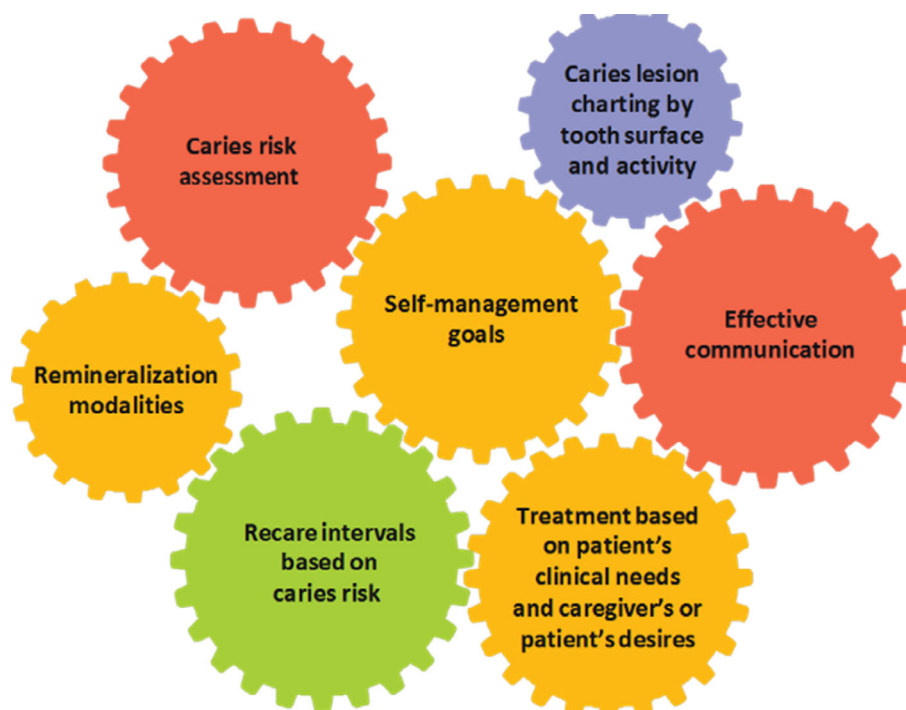 Caries risk
assessment
Caries lesion
charting by
tooth surface
and activity
Self-management
goals
Effective
communication
Remineralization
modalities
Recare intervals
based on
caries risk
Treatment based
on patient’s
clinical needs
and caregiver’s or
patient’s desires